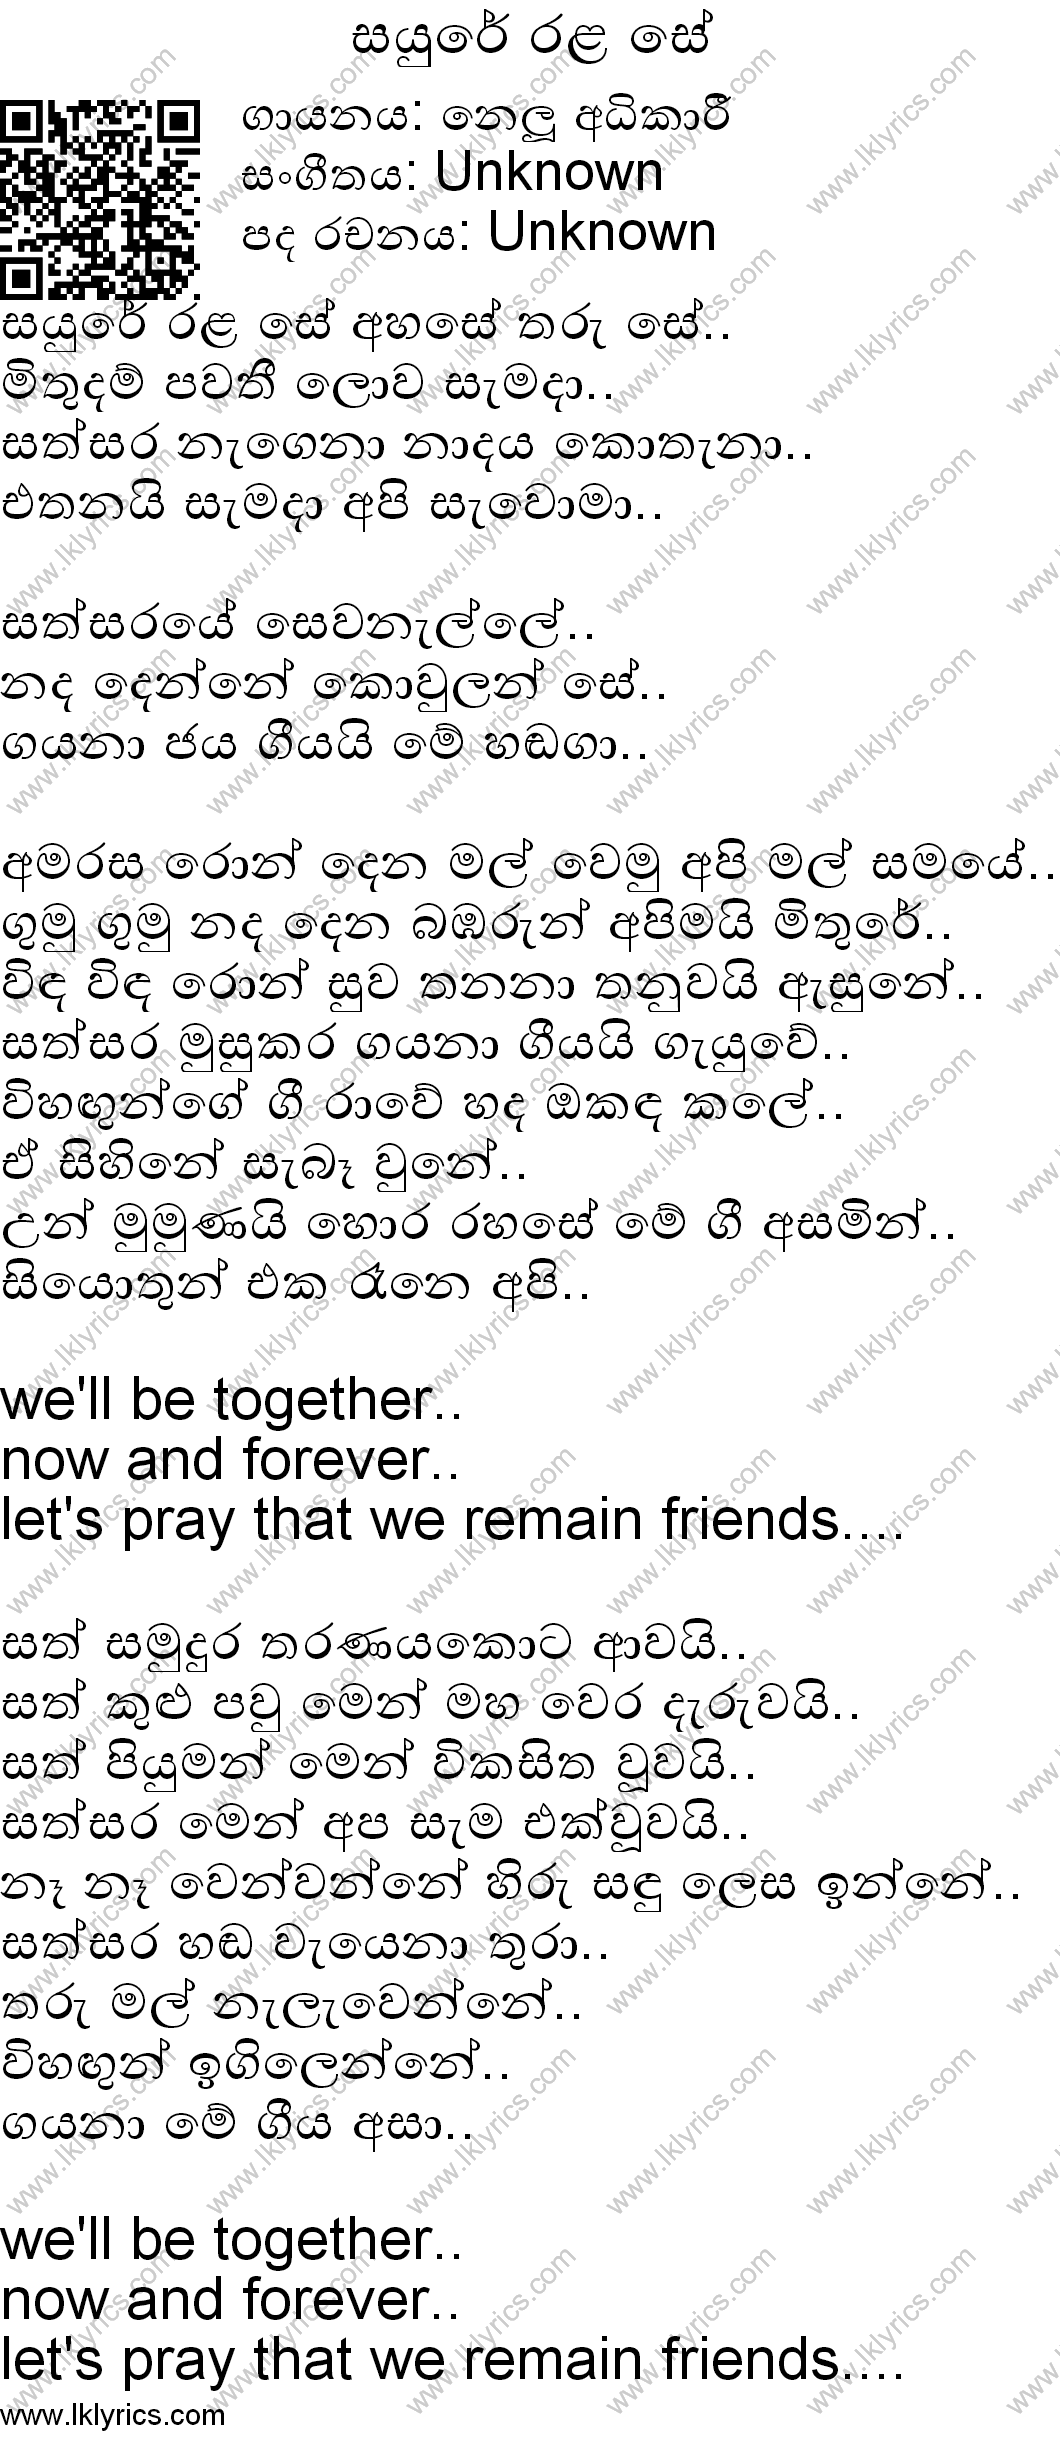 සයුරේ රළ සේ
ගායනය: නෙලූ අධිකාරී
සංගීතය: Unknown
පද රචනය: Unknown
සයුරේ රළ සේ අහසේ තරු සේ..
මිතුදම් පවතී ලොව සැමදා..
සත්සර නැගෙනා නාදය කොතැනා..
එතනයි සැමදා අපි සැවොමා..

සත්සරයේ සෙවනැල්ලේ..
නද දෙන්නේ කොවුලන් සේ..
ගයනා ජය ගීයයි මේ හඬගා..

අමරස රොන් දෙන මල් වෙමු අපි මල් සමයේ..
ගුමු ගුමු නද දෙන බඹරුන් අපිමයි මිතුරේ..
විඳ විඳ රොන් සුව තනනා තනුවයි ඇසුනේ..
සත්සර මුසුකර ගයනා ගීයයි ගැයුවේ..
විහඟුන්ගේ ගී රාවේ හද ඔකඳ කලේ..
ඒ සිහිනේ සැබෑ වුනේ..
උන් මුමුණයි හොර රහසේ මේ ගී අසමින්..
සියොතුන් එක රෑනෙ අපි..

we'll be together..
now and forever..
let's pray that we remain friends....

සත් සමුදුර තරණයකොට ආවයි..
සත් කුළු පවු මෙන් මහ වෙර දැරුවයි..
සත් පියුමන් මෙන් විකසිත වූවයි..
සත්සර මෙන් අප සැම එක්වූවයි..
නෑ නෑ වෙන්වන්නේ හිරු සඳු ලෙස ඉන්නේ..
සත්සර හඬ වැයෙනා තුරා..
තරු මල් නැලැවෙන්නේ..
විහඟුන් ඉගිලෙන්නේ..
ගයනා මේ ගීය අසා..

we'll be together..
now and forever..
let's pray that we remain friends....
www.lklyrics.com